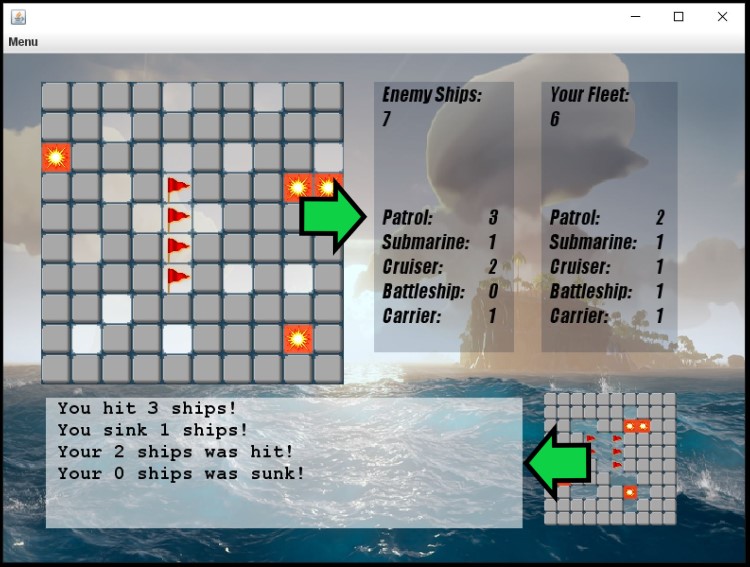 Menu
Enemy Ships:
7
Patrol: 3
Submarine: 1
Cruiser: 2
Battleship: 0
Carrier: 1
Your Fleet:
6
Patrol: 2
Submarine: 1
Cruiser: 1
Battleship: 1
Carrier: 1
You hit 3 ships!
You sink 1 ships!
Your 2 ships was hit!
Your 0 ships was sunk!